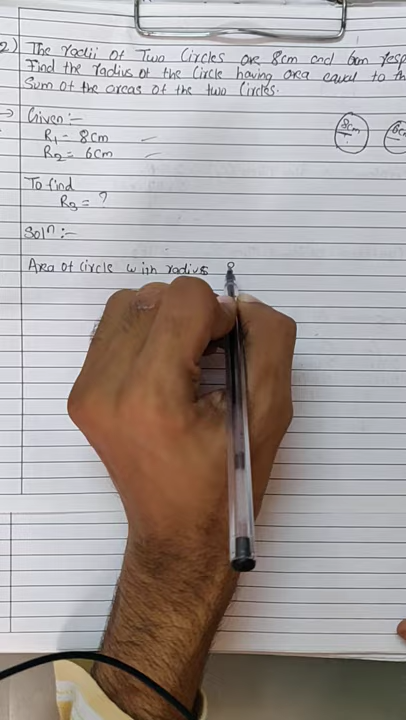 2) The radii of Two Circles are 8cm and 6cm resp
Find the radius of the Circle having area equal to th
Sum of the areas of the two Circles.
→ Given:-
R1 = 8cm
R2 = 6cm
8cm
6cm
To find
R3 = ?
Solⁿ:-
Area of circle with radius 8